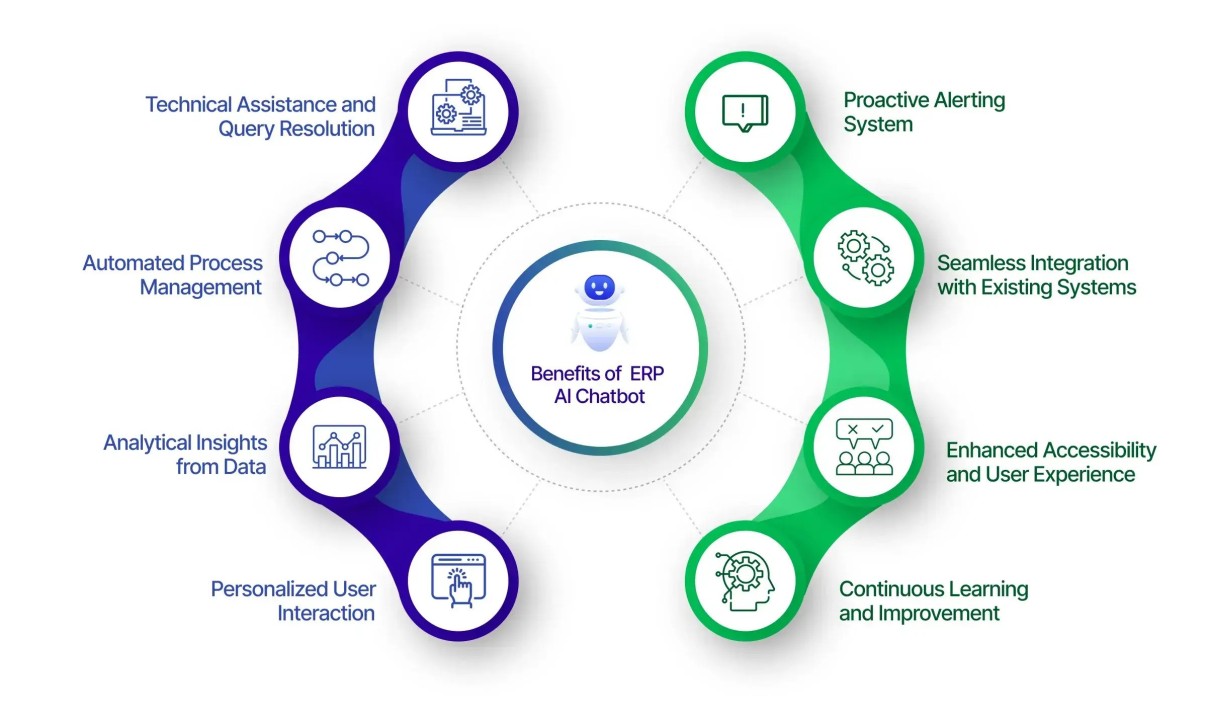 Technical Assistance and
Query Resolution
Automated Process
Management
Analytical Insights
from Data
Personalized User
Interaction
Benefits of ERP
AI Chatbot
Proactive Alerting
System
Seamless Integration
with Existing Systems
Enhanced Accessibility
and User Experience
Continuous Learning
and Improvement